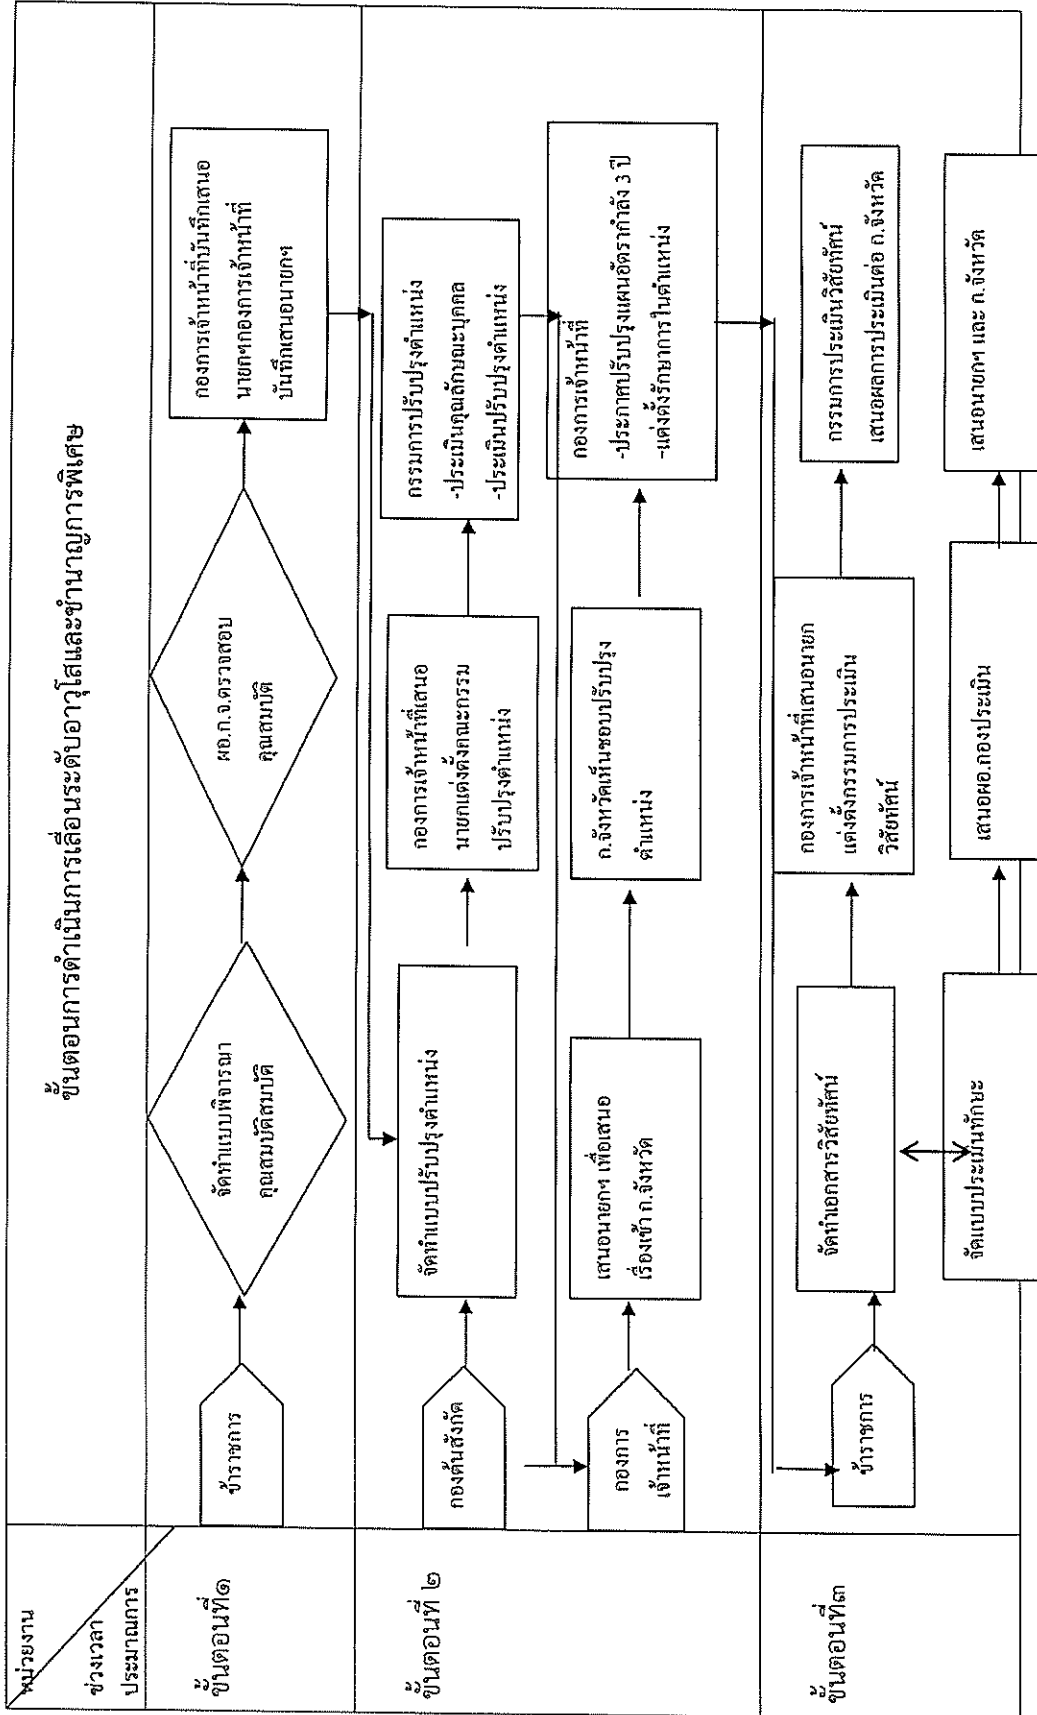 ขั้นตอนการดำเนินการเลื่อนระดับอาวุโสและชำนาญการพิเศษ
หน่วยงาน
ช่วงเวลา
ประมาณการ
ขั้นตอนที่๑
ข้าราชการ
จัดทำแบบพิจารณา
คุณสมบัติสมบัติ
ผอ.ก.จ.ตรวจสอบ
คุณสมบัติ
กองการเจ้าหน้าที่บันทึกเสนอ
นายกฯกองการเจ้าหน้าที่
บันทึกเสนอนายกฯ
ขั้นตอนที่ ๒
กองต้นสังกัด
จัดทำแบบปรับปรุงตำแหน่ง
กองการเจ้าหน้าที่เสนอ
นายกแต่งตั้งคณะกรรม
ปรับปรุงตำแหน่ง
กรรมการปรับปรุงตำแหน่ง
-ประเมินคุณลักษณะบุคคล
-ประเมินปรับปรุงตำแหน่ง
กองการ
เจ้าหน้าที่
เสนอนายกฯ เพื่อเสนอ
เรื่องเข้า ก.จังหวัด
ก.จังหวัดเห็นชอบปรับปรุง
ตำแหน่ง
กองการเจ้าหน้าที่
-ประกาศปรับปรุงแผนอัตรากำลัง 3 ปี
-แต่งตั้งรักษาการในตำแหน่ง
ขั้นตอนที่๓
ข้าราชการ
จัดทำเอกสารวิสัยทัศน์
กองการเจ้าหน้าที่เสนอนายก
แต่งตั้งกรรมการประเมิน
วิสัยทัศน์
กรรมการประเมินวิสัยทัศน์
เสนอผลการประเมินต่อ ก.จังหวัด
จัดแบบประเมินทักษะ
เสนอผอ.กองประเมิน
เสนอนายกฯ และ ก.จังหวัด